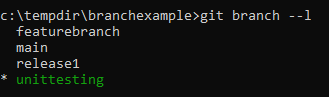 c:\tempdir\branchexample>git branch --l
featurebranch
main
release1
* unittesting